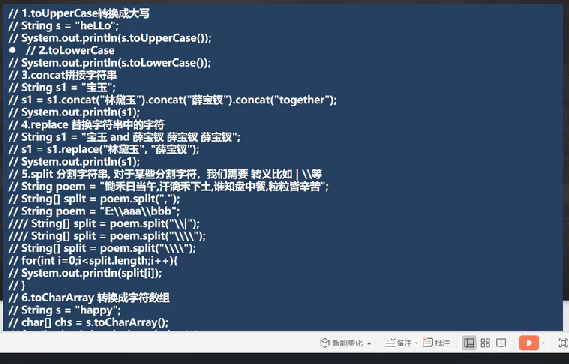 // 1.toUpperCase转换成大写
// String s = "heLLo";
// System.out.println(s.toUpperCase());
● // 2.toLowerCase
// System.out.println(s.toLowerCase());
// 3.concat拼接字符串
// String s1 = "宝玉";
// s1 = s1.concat("林黛玉").concat("薛宝钗").concat("together");
// System.out.println(s1);
// 4.replace 替换字符串中的字符
// String s1 = "宝玉 and 薛宝钗 薛宝钗 薛宝钗";
// s1 = s1.replace("林黛玉", "薛宝钗");
// System.out.println(s1);
// 5.split 分割字符串, 对于某些分割字符，我们需要 转义比如 | \\等
// String poem = "锄禾日当午,汗滴禾下土,谁知盘中餐,粒粒皆辛苦";
// String[] split = poem.split(",");
// String poem = "E:\\aaa\\bbb";
//// String[] split = poem.split("\\|");
//// String[] split = poem.split("\\\\");
// String[] split = poem.split("\\\\");
// for(int i=0;i<split.length;i++){
// System.out.println(split[i]);
// }
// 6.toCharArray 转换成字符数组
// String s = "happy";
// char[] chs = s.toCharArray();
智能美化 备注 批注